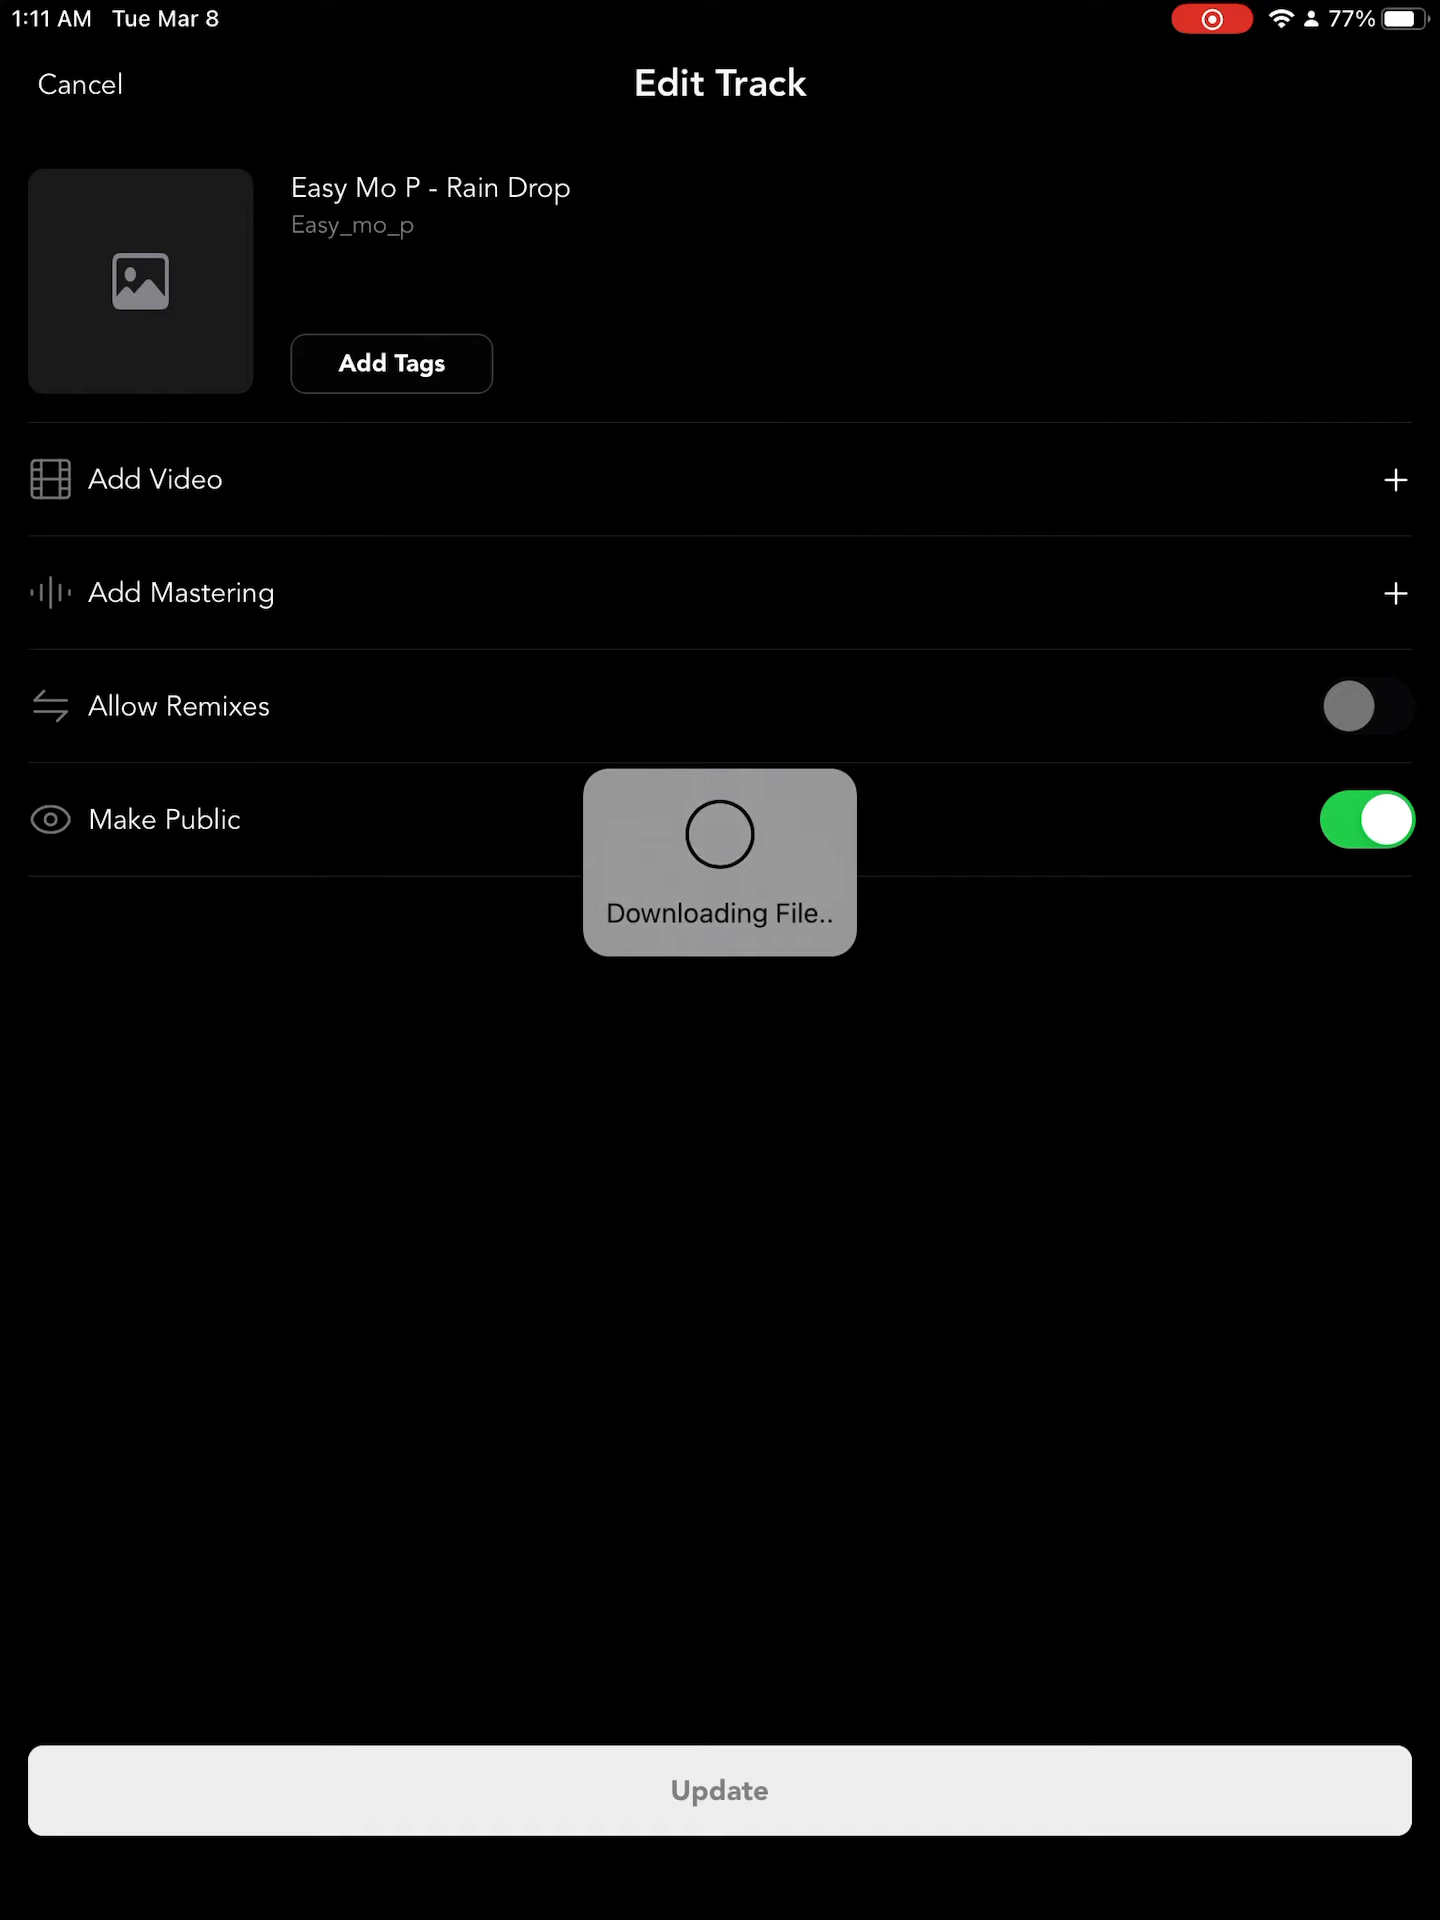 1:11 AM Tue Mar 8 77%
Cancel
Edit Track
Easy Mo P - Rain Drop
Easy_mo_p
Add Tags
Add Video
Add Mastering
Allow Remixes
Make Public
Downloading File..
Update